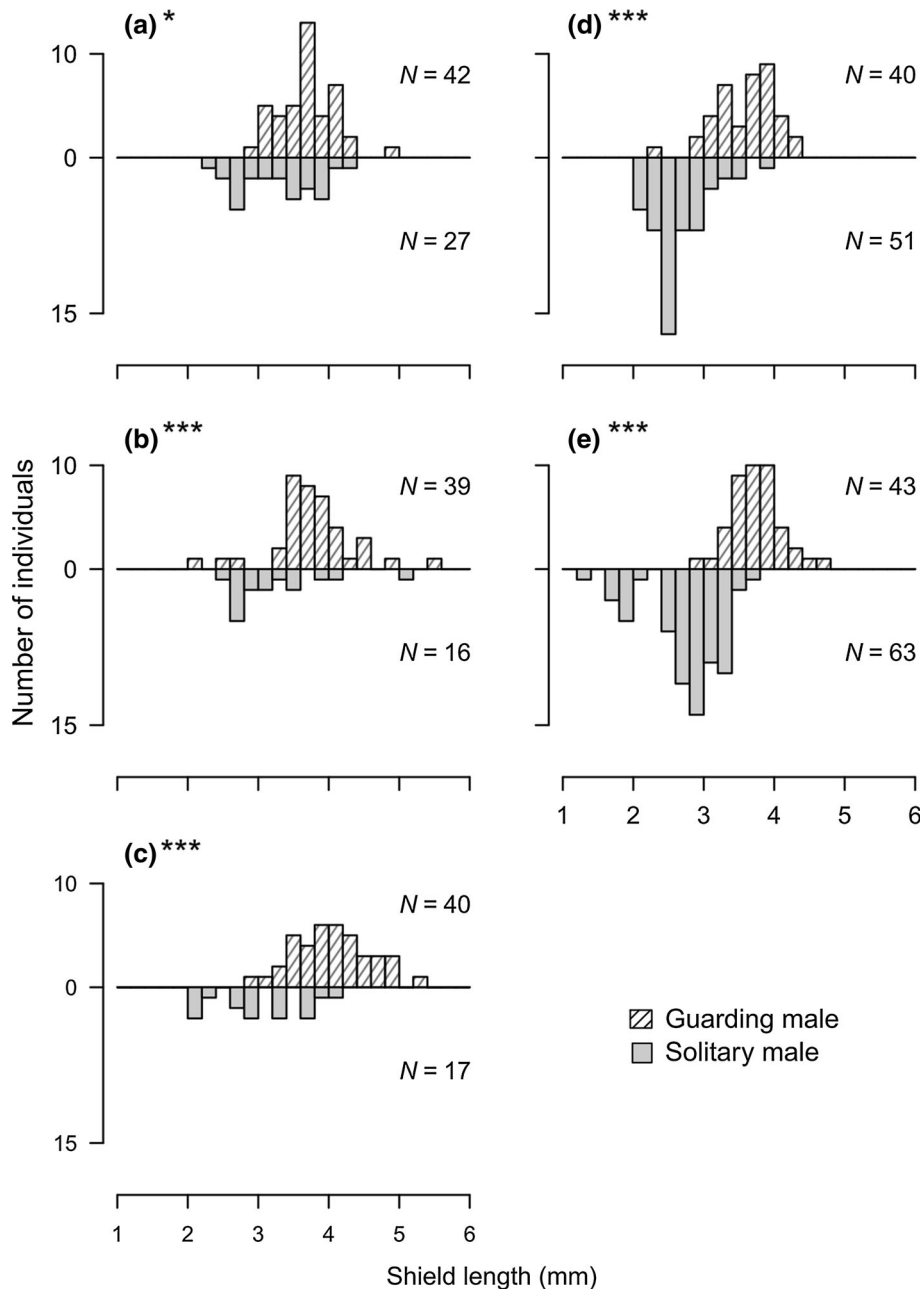 (a) *
10
N = 42
0
N = 27
15
(b) ***
10
N = 39
0
N = 16
15
(c) ***
10
N = 40
0
N = 17
15
1 2 3 4 5 6
(d) ***
N = 40
N = 51
(e) ***
N = 43
N = 63
1 2 3 4 5 6
Guarding male
Solitary male
Number of individuals
Shield length (mm)